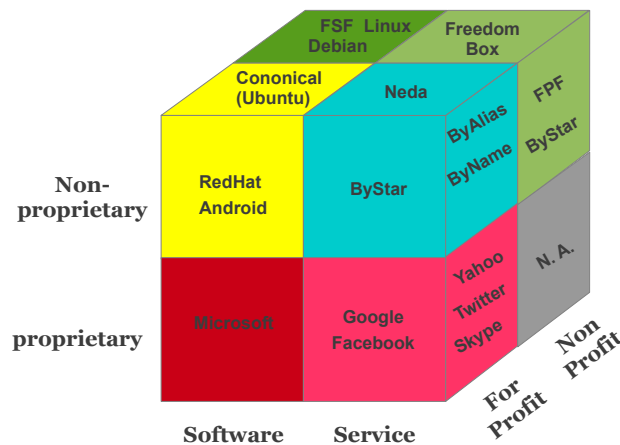 FSF Linux
Debian
Freedom
Box
Cononical
(Ubuntu)
Neda
ByAlias
ByName
FPF
ByStar
Non-
proprietary
RedHat
Android
ByStar
Yahoo
Twitter
Skype
N. A.
proprietary
Microsoft
Google
Facebook
For
Profit
Non
Profit
Software
Service